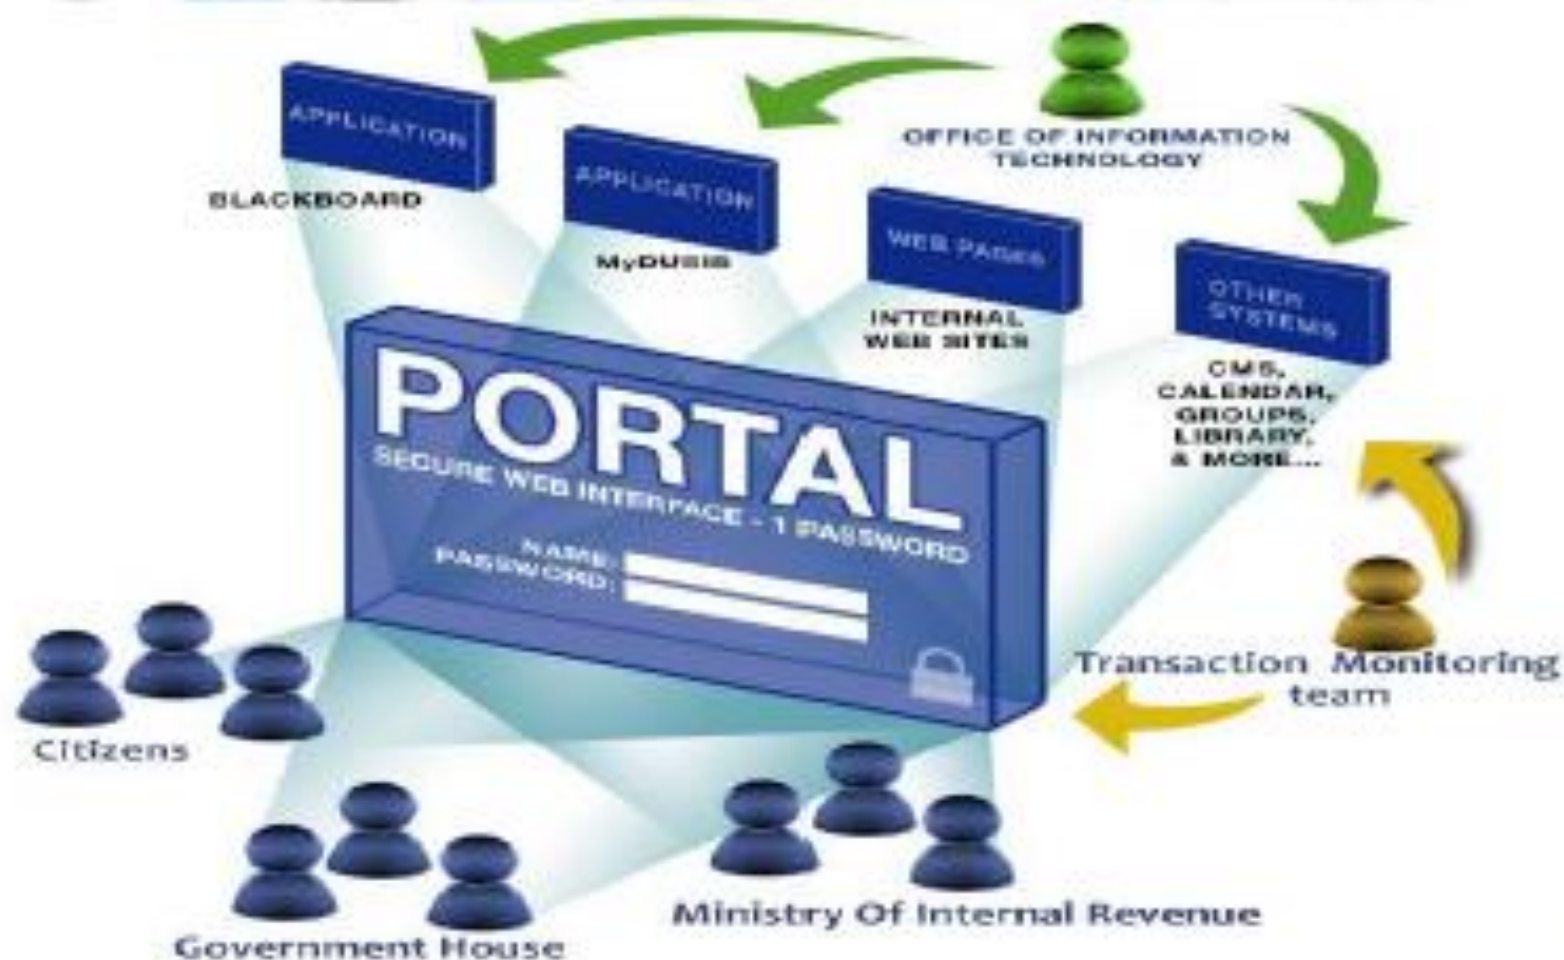 APPLICATION
BLACKBOARD
APPLICATION
OFFICE OF INFORMATION
TECHNOLOGY
WEB PAGES
INTERNAL
WEB SITES
OTHER
SYSTEMS
CMS,
CALENDAR,
GROUPS,
LIBRARY,
& MORE...
PORTAL
SECURE WEB INTERFACE - 1 PASSWORD
NAME:
PASSWORD:
Transaction Monitoring
team
Citizens
Ministry Of Internal Revenue
Government House